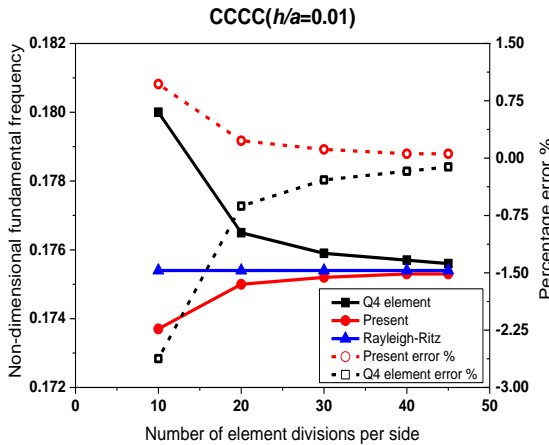 CCCC(h/a=0.01)
Non-dimensional fundamental frequency
0.182
0.180
0.178
0.176
0.174
0.172
1.50
0.75
0.00
-0.75
-1.50
-2.25
-3.00
Percentage error %
Q4 element
Present
Rayleigh-Ritz
Present error %
Q4 element error %
0 10 20 30 40 50
Number of element divisions per side